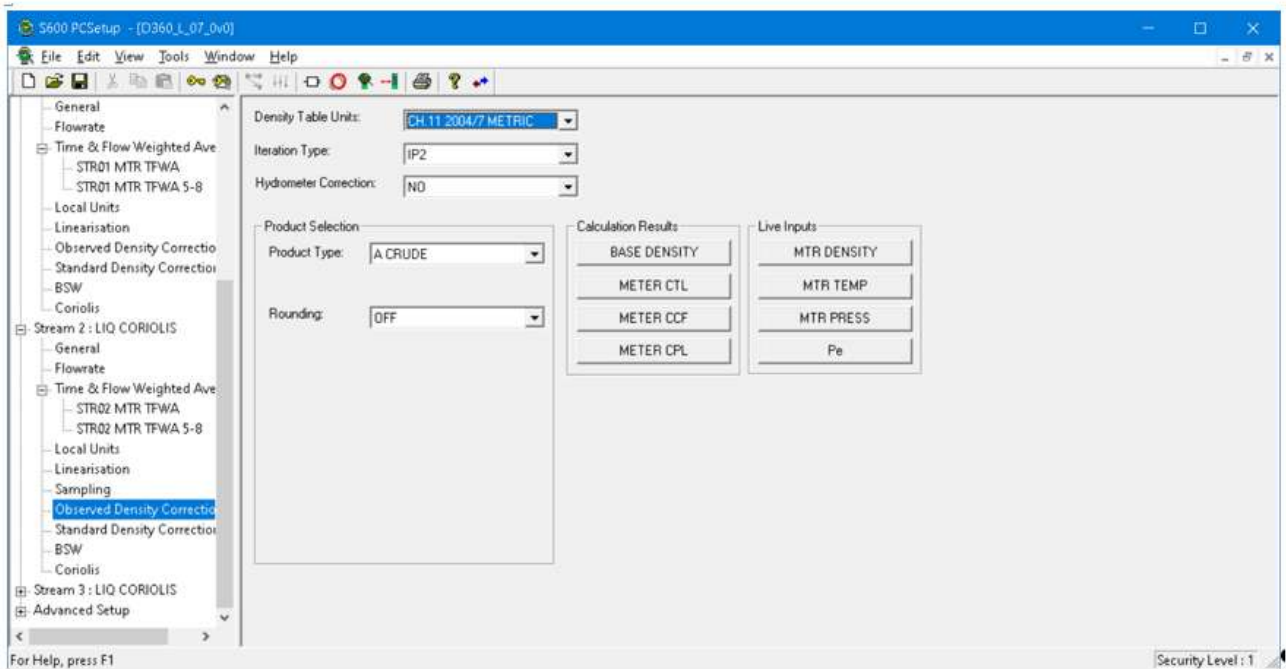 S600 PCSetup - [D360_L_07_0v0]
File Edit View Tools Window Help
General
Flowrate
Time & Flow Weighted Ave
STR01 MTR TFWA
STR01 MTR TFWA 5-8
Local Units
Linearisation
Observed Density Correctio
Standard Density Correction
BSW
Coriolis
Stream 2 : LIQ CORIOLIS
General
Flowrate
Time & Flow Weighted Ave
STR02 MTR TFWA
STR02 MTR TFWA 5-8
Local Units
Linearisation
Sampling
Observed Density Correctio
Standard Density Correction
BSW
Coriolis
Stream 3 : LIQ CORIOLIS
Advanced Setup
Density Table Units: CH.11 2004/7 METRIC
Iteration Type: IP2
Hydrometer Correction: NO
Product Selection
Product Type: A CRUDE
Rounding: OFF
Calculation Results
BASE DENSITY
METER CTL
METER CCF
METER CPL
Live Inputs
MTR DENSITY
MTR TEMP
MTR PRESS
Pe
For Help, press F1
Security Level : 1